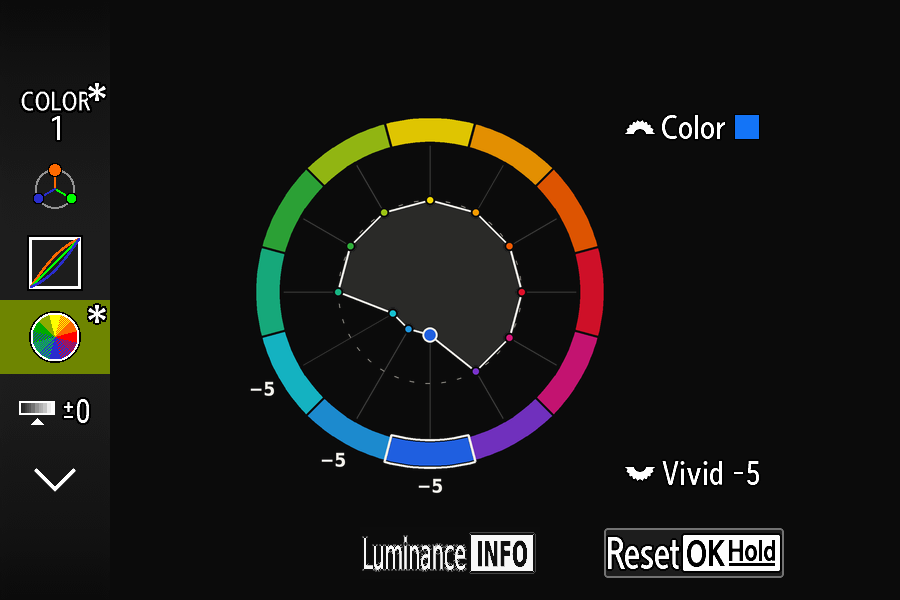 COLOR*
1
Color
*
±0
-5
-5
-5
Vivid -5
Luminance INFO
Reset OK Hold